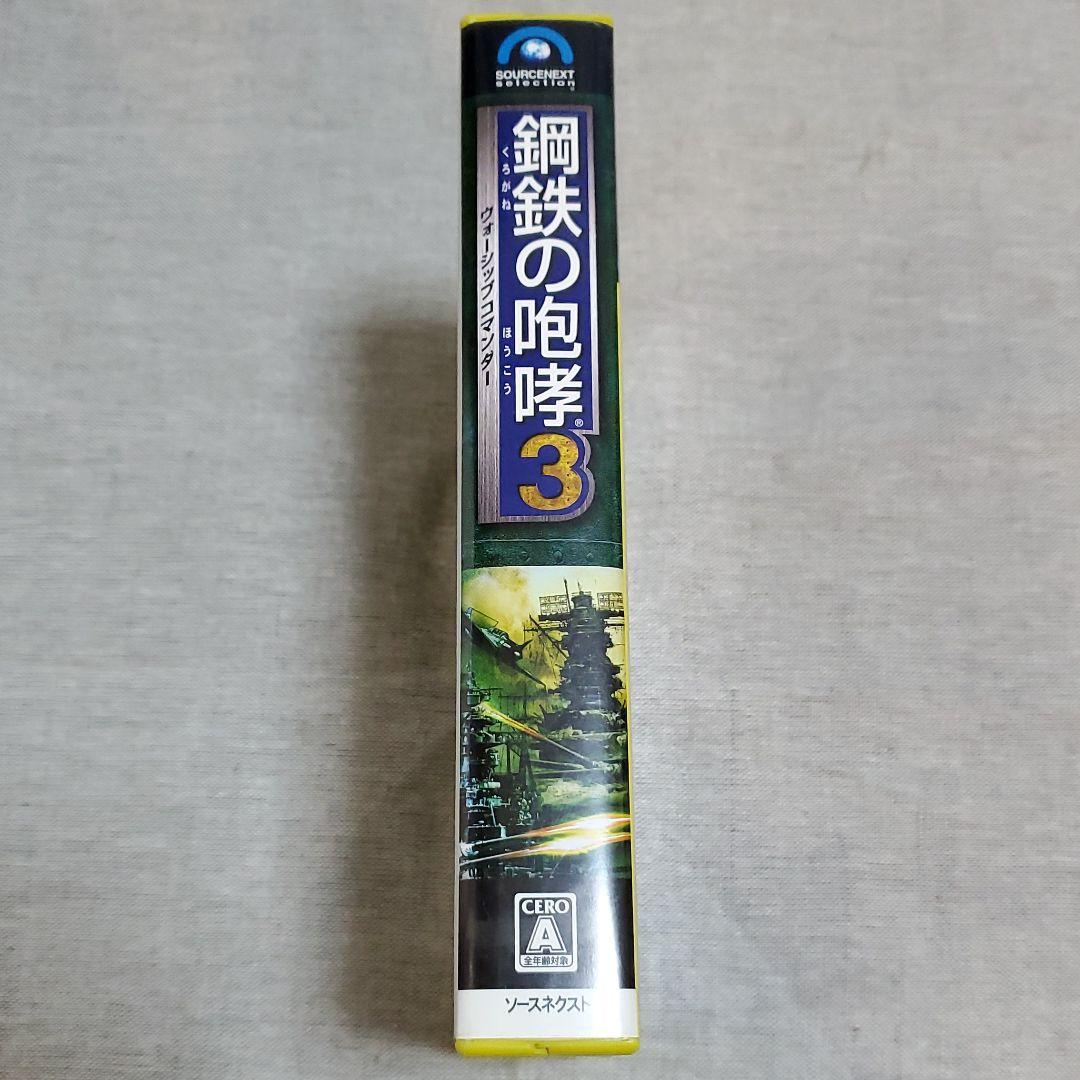 SOURCENEXT
selection
鋼鉄の咆哮®3
くろがね
ほうこう
ウォーシップコマンダー
CERO
A
全年齢対象
ソースネクスト